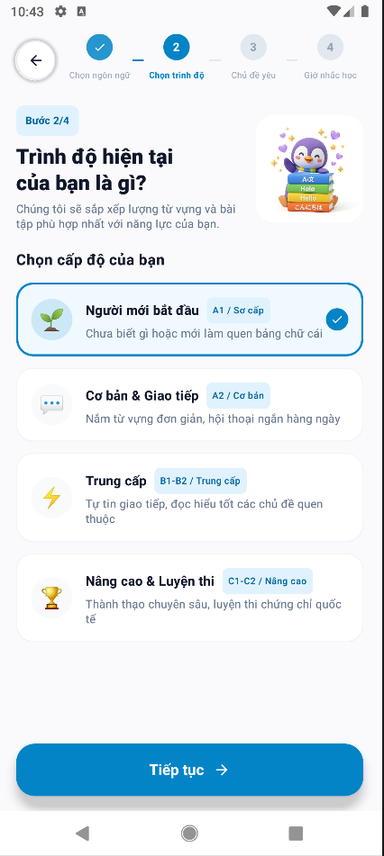 10:43
2
3
4
Chọn ngôn ngữ
Chọn trình độ
Chủ đề yêu
Giờ nhắc học
Bước 2/4
Trình độ hiện tại
của bạn là gì?
Chúng tôi sẽ sắp xếp lượng từ vựng và bài
tập phù hợp nhất với năng lực của bạn.
Hola
Hello
こんにちは
Chọn cấp độ của bạn
Người mới bắt đầu
A1 / Sơ cấp
Chưa biết gì hoặc mới làm quen bảng chữ cái
Cơ bản & Giao tiếp
A2 / Cơ bản
Nắm từ vựng đơn giản, hội thoại ngắn hàng ngày
Trung cấp
B1-B2 / Trung cấp
Tự tin giao tiếp, đọc hiểu tốt các chủ đề quen
thuộc
Nâng cao & Luyện thi
C1-C2 / Nâng cao
Thành thạo chuyên sâu, luyện thi chứng chỉ quốc
tế
Tiếp tục